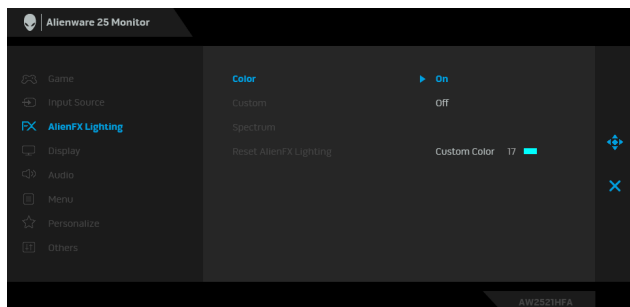 Alienware 25 Monitor
Game
Input Source
FX AlienFX Lighting
Display
Audio
Menu
Personalize
Others
Color
Custom
Spectrum
Reset AlienFX Lighting
On
Off
Custom Color 17
AW2521HFA